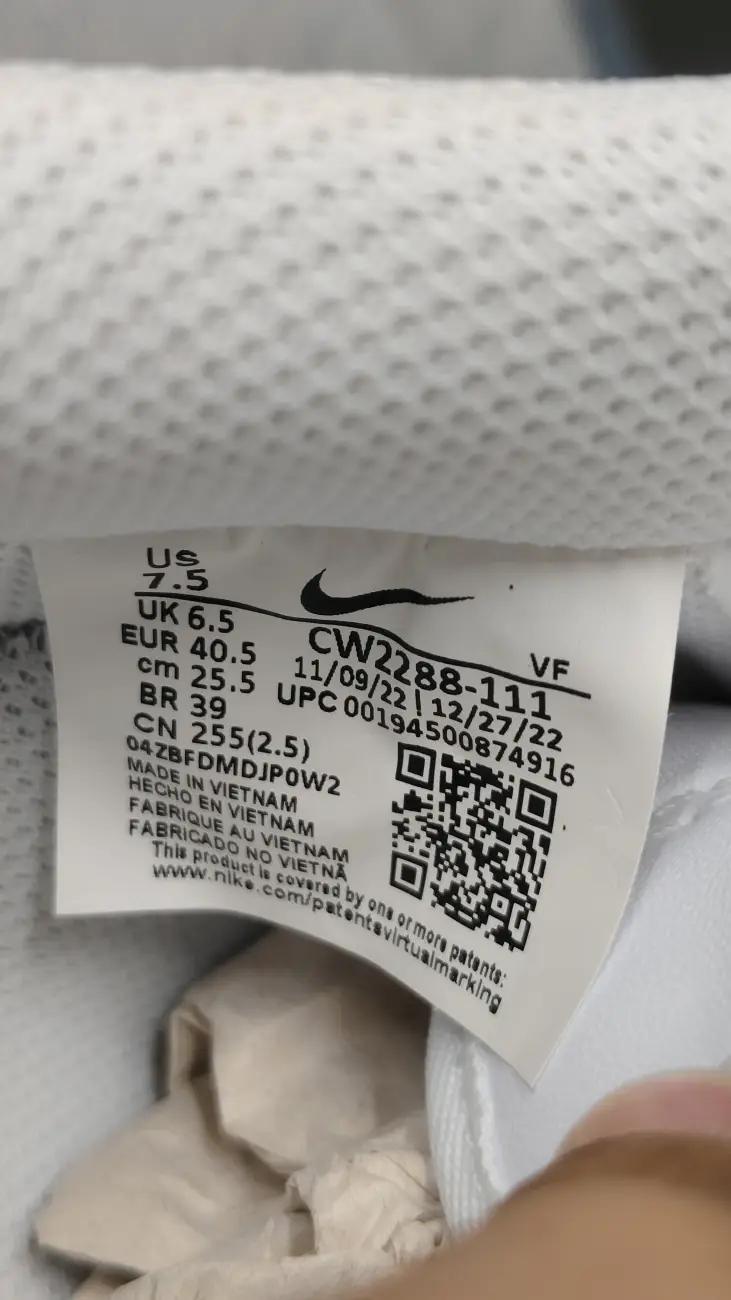 US
7.5
UK 6.5
EUR 40.5
cm 25.5
BR 39
CN 255(2.5)
04ZBFDMDJP0W2
MADE IN VIETNAM
HECHO EN VIETNAM
FABRIQUE AU VIETNAM
FABRICADO NO VIETNÃ
This product is covered by one or more patents:
www.nike.com/patentsvirtualmarking
VF
CW2288-111
11/09/22 | 12/27/22
UPC 00194500874916